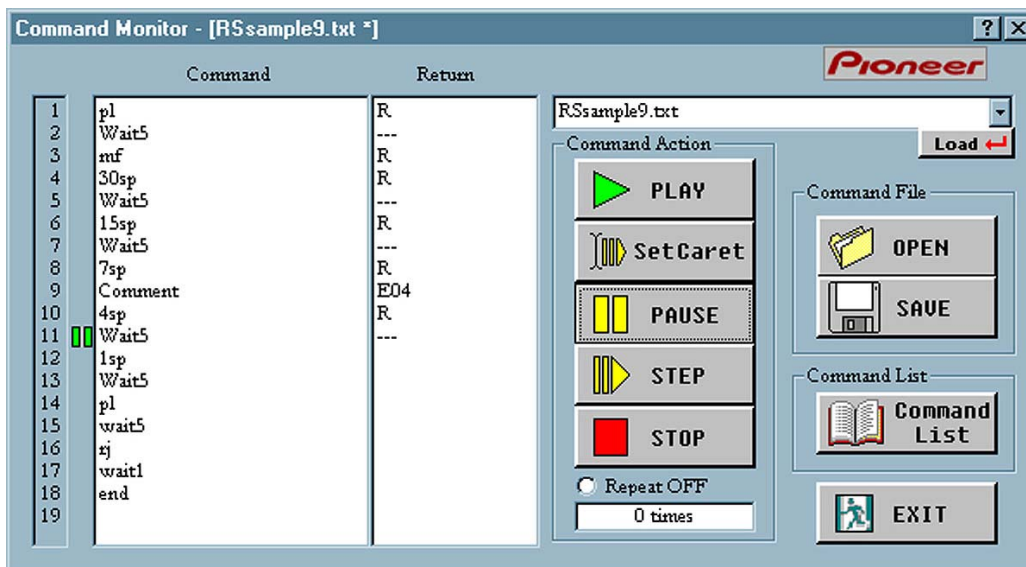 Command Monitor - [RSsample9.txt *]
? X
Pioneer
Command Return
1 pl R
2 Wait5 ---
3 mf R
4 30sp R
5 Wait5 ---
6 15sp R
7 Wait5 ---
8 7sp R
9 Comment E04
10 4sp R
11 Wait5 ---
12 1sp
13 Wait5
14 pl
15 wait5
16 rj
17 wait1
18 end
19
RSsample9.txt
Load
Command Action
PLAY
SetCaret
PAUSE
STEP
STOP
Repeat OFF
0 times
Command File
OPEN
SAVE
Command List
Command
List
EXIT